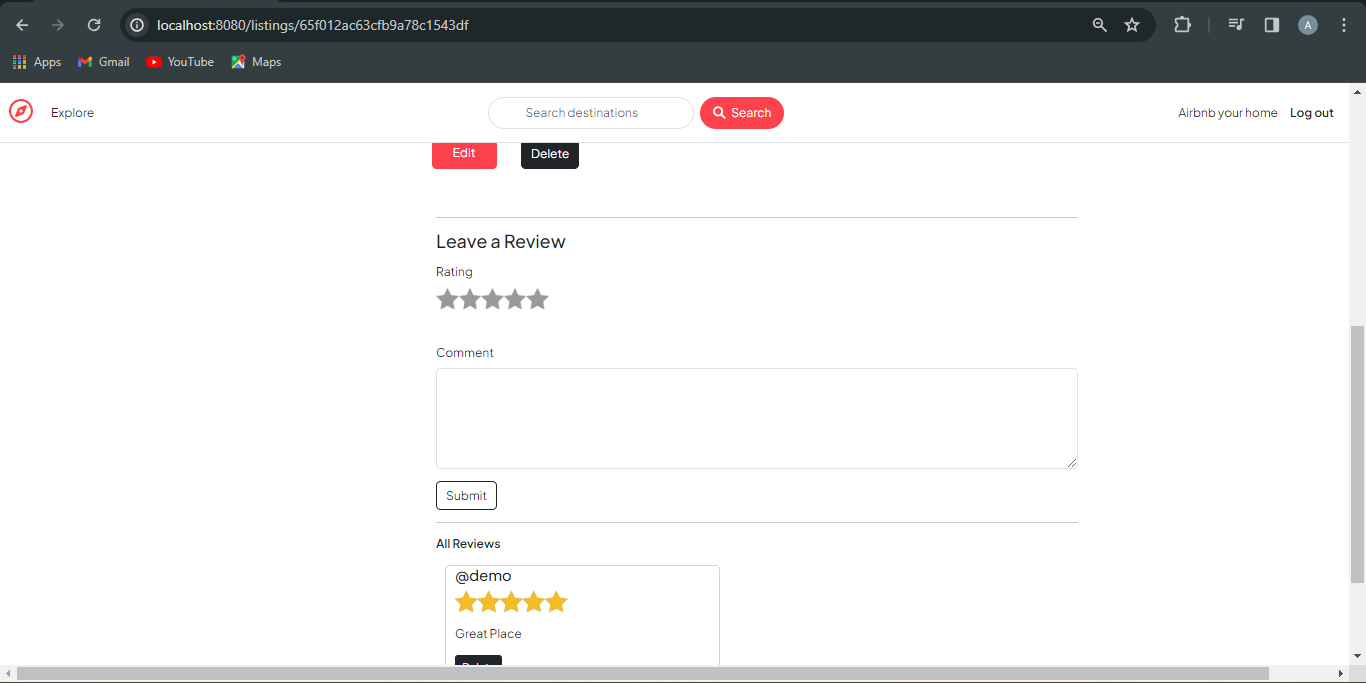 localhost:8080/listings/65f012ac63cfb9a78c1543df
A
Apps Gmail YouTube Maps
Explore Search destinations Search Airbnb your home Log out
Edit Delete
Leave a Review
Rating
Comment
Submit
All Reviews
@demo
Great Place